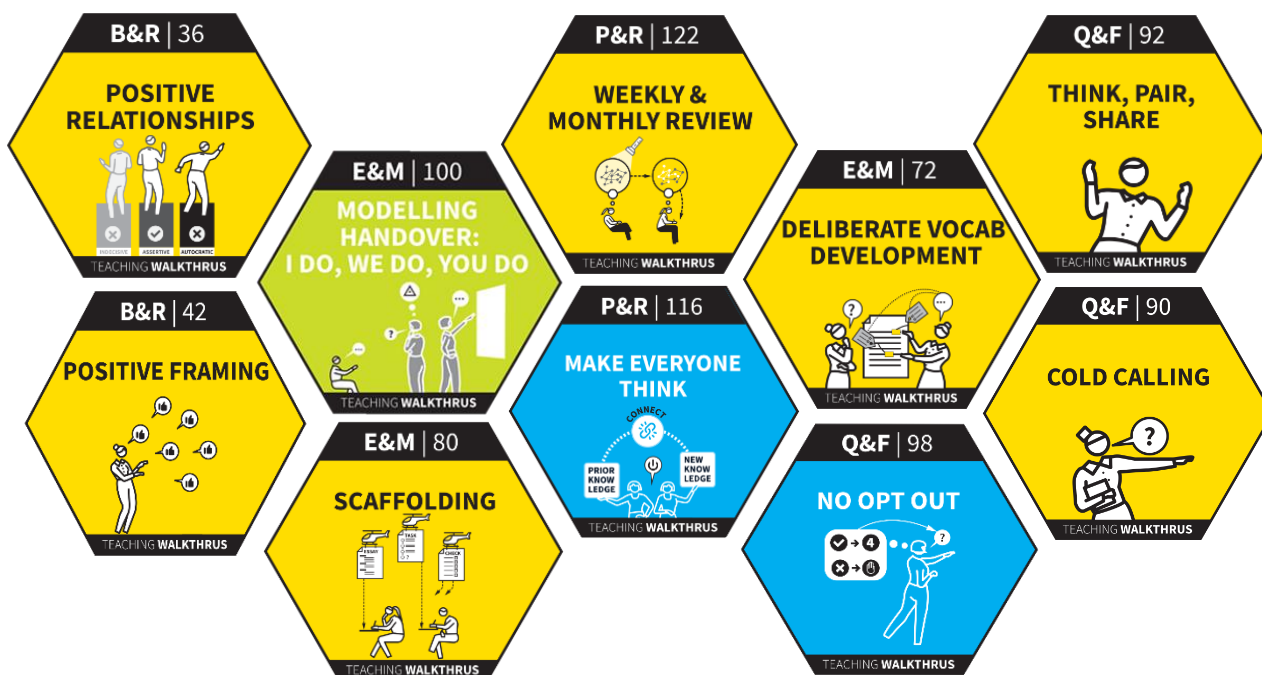 B&R | 36
POSITIVE
RELATIONSHIPS
INDECISIVE
ASSERTIVE
AUTOCRATIC
TEACHING WALKTHRUS
P&R | 122
WEEKLY &
MONTHLY REVIEW
TEACHING WALKTHRUS
Q&F | 92
THINK, PAIR,
SHARE
TEACHING WALKTHRUS
E&M | 100
MODELLING
HANDOVER:
I DO, WE DO, YOU DO
?
TEACHING WALKTHRUS
E&M | 72
DELIBERATE VOCAB
DEVELOPMENT
?
TEACHING WALKTHRUS
B&R | 42
POSITIVE FRAMING
TEACHING WALKTHRUS
P&R | 116
MAKE EVERYONE
THINK
CONNECT
PRIOR
KNOW
LEDGE
NEW
KNOW
LEDGE
TEACHING WALKTHRUS
Q&F | 90
COLD CALLING
?
TEACHING WALKTHRUS
E&M | 80
SCAFFOLDING
ESSAY
TASK
?
CHECK
TEACHING WALKTHRUS
Q&F | 98
NO OPT OUT
4
?
TEACHING WALKTHRUS